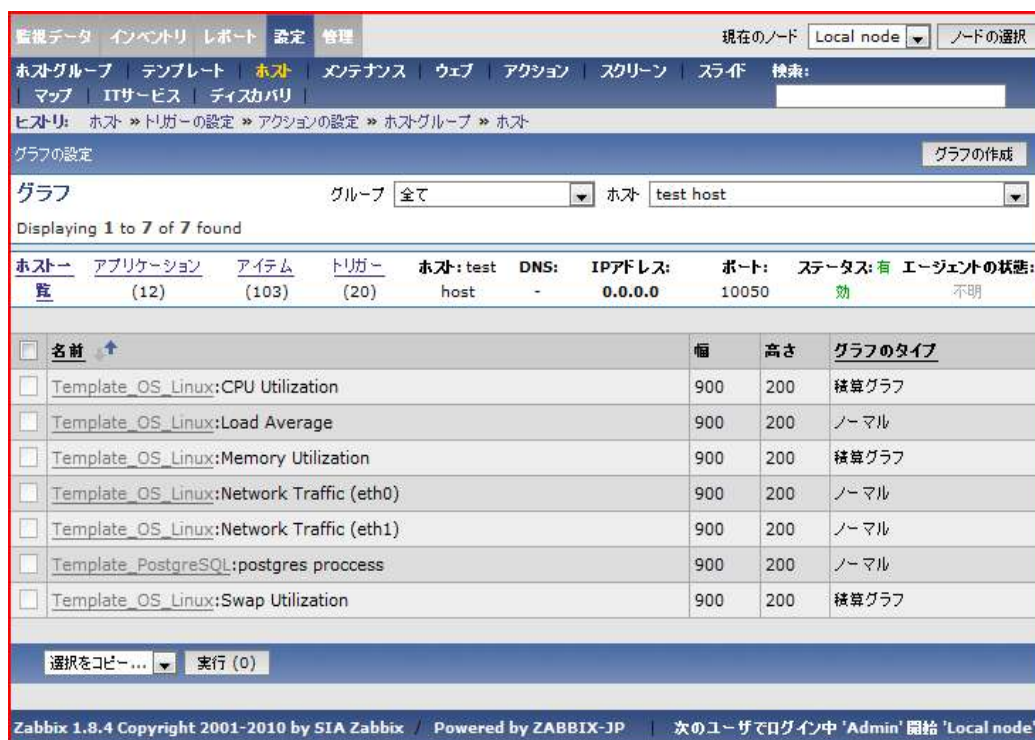 監視データ インベントリ レポート 設定 管理 現在のノード Local node ノードの選択
ホストグループ | テンプレート | ホスト | メンテナンス | ウェブ | アクション | スクリーン | スライド 検索:
| マップ | ITサービス | ディスカバリ |
ヒストリ: ホスト » トリガーの設定 » アクションの設定 » ホストグループ » ホスト
グラフの設定 グラフの作成
グラフ グループ 全て ホスト test host
Displaying 1 to 7 of 7 found
ホスト一 アプリケーション アイテム トリガー ホスト: test DNS: IPアドレス: ポート: ステータス: 有 エージェントの状態:
覧 (12) (103) (20) host - 0.0.0.0 10050 効 不明
名前 幅 高さ グラフのタイプ
Template_OS_Linux:CPU Utilization 900 200 積算グラフ
Template_OS_Linux:Load Average 900 200 ノーマル
Template_OS_Linux:Memory Utilization 900 200 積算グラフ
Template_OS_Linux:Network Traffic (eth0) 900 200 ノーマル
Template_OS_Linux:Network Traffic (eth1) 900 200 ノーマル
Template_PostgreSQL:postgres proccess 900 200 ノーマル
Template_OS_Linux:Swap Utilization 900 200 積算グラフ
選択をコピー... 実行 (0)
Zabbix 1.8.4 Copyright 2001-2010 by SIA Zabbix / Powered by ZABBIX-JP | 次のユーザでログイン中 'Admin' 開始 'Local node'